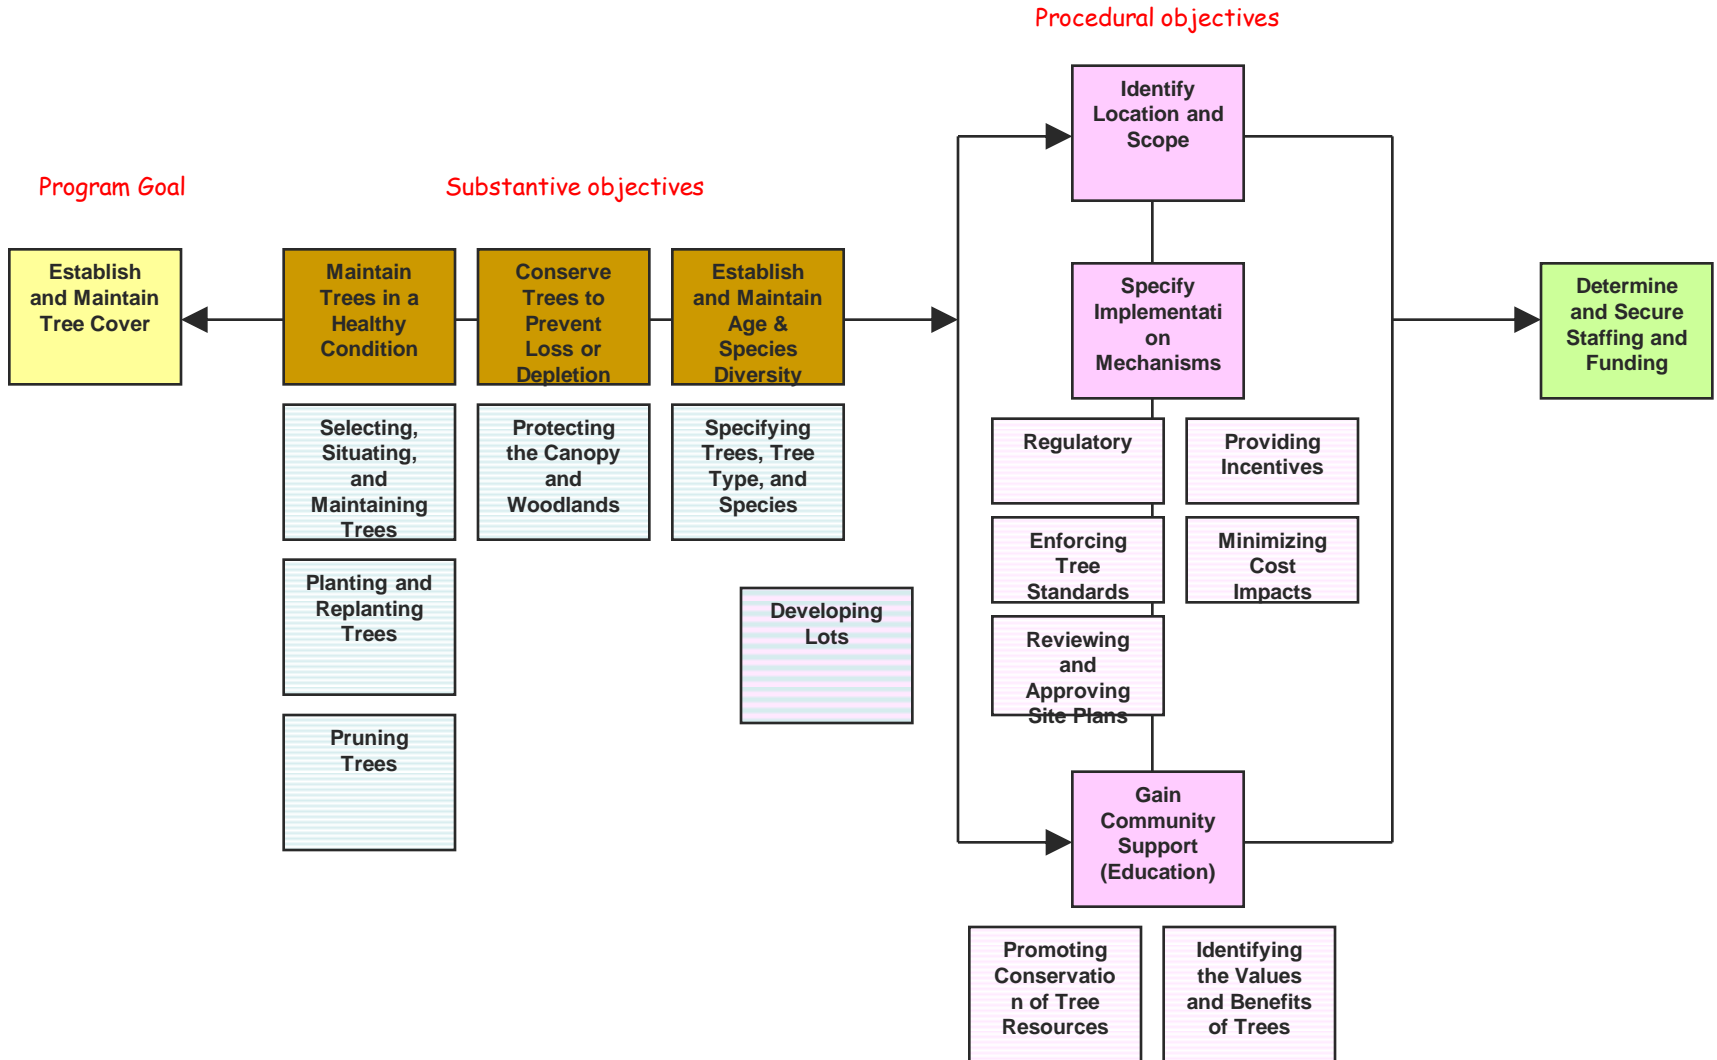 Procedural objectives
Identify
Location and
Scope
Program Goal
Substantive objectives
Establish
and Maintain
Tree Cover
Maintain
Trees in a
Healthy
Condition
Conserve
Trees to
Prevent
Loss or
Depletion
Establish
and Maintain
Age &
Species
Diversity
Specify
Implementati
on
Mechanisms
Determine
and Secure
Staffing and
Funding
Selecting,
Situating,
and
Maintaining
Trees
Protecting
the Canopy
and
Woodlands
Specifying
Trees, Tree
Type, and
Species
Regulatory
Providing
Incentives
Enforcing
Tree
Standards
Minimizing
Cost
Impacts
Planting and
Replanting
Trees
Developing
Lots
Reviewing
and
Approving
Site Plans
Pruning
Trees
Gain
Community
Support
(Education)
Promoting
Conservatio
n of Tree
Resources
Identifying
the Values
and Benefits
of Trees